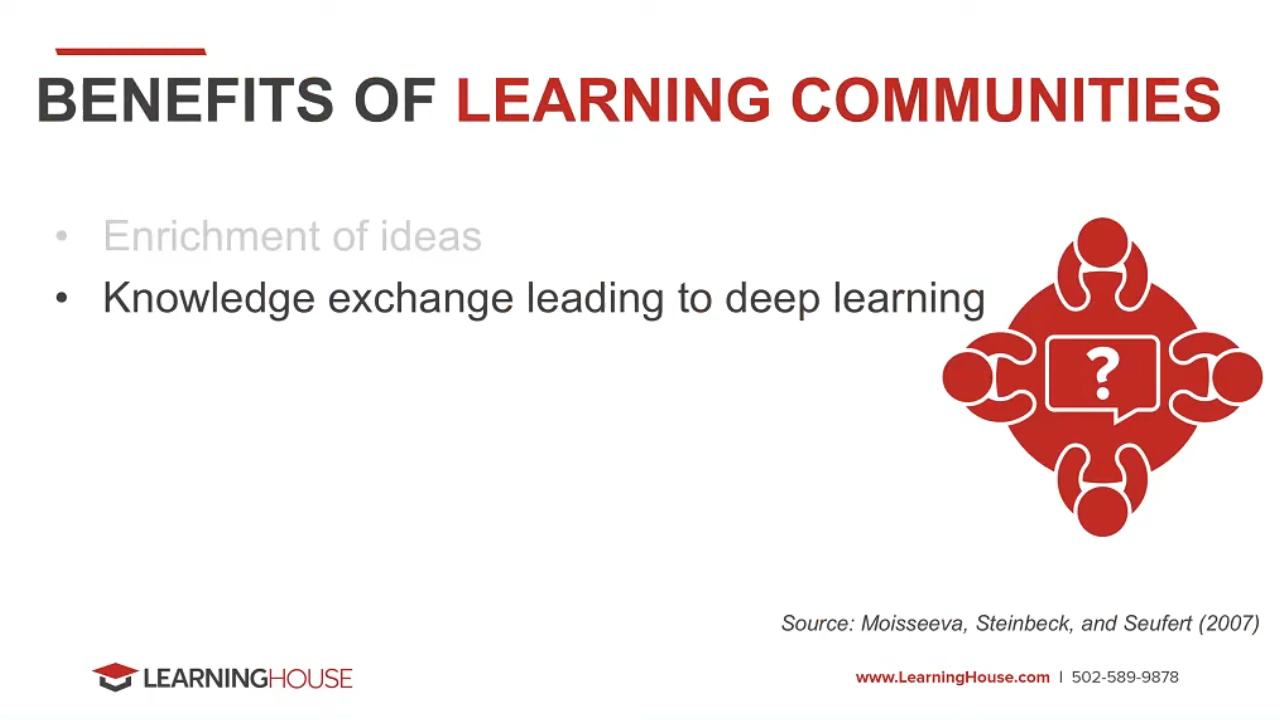 BENEFITS OF LEARNING COMMUNITIES
• Enrichment of ideas
• Knowledge exchange leading to deep learning
?
Source: Moisseeva, Steinbeck, and Seufert (2007)
LEARNINGHOUSE
www.LearningHouse.com | 502-589-9878